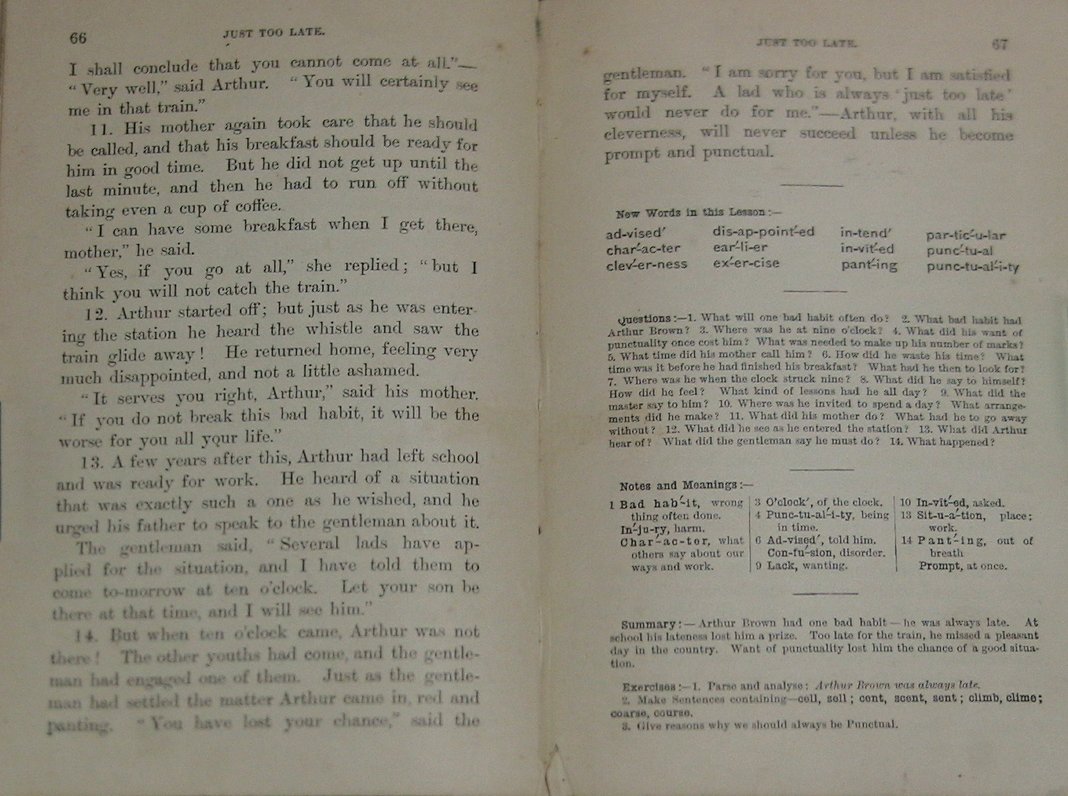 66
JUST TOO LATE.
I shall conclude that you cannot come at all."—
"Very well," said Arthur. "You will certainly see
me in that train."
11. His mother again took care that he should
be called, and that his breakfast should be ready for
him in good time. But he did not get up until the
last minute, and then he had to run off without
taking even a cup of coffee.
"I can have some breakfast when I get there,
mother," he said.
"Yes, if you go at all," she replied; "but I
think you will not catch the train."
12. Arthur started off; but just as he was enter-
ing the station he heard the whistle and saw the
train glide away! He returned home, feeling very
much disappointed, and not a little ashamed.
"It serves you right, Arthur," said his mother.
"If you do not break this bad habit, it will be the
worse for you all your life."
13. A few years after this, Arthur had left school
and was ready for work. He heard of a situation
that was exactly such a one as he wished, and he
urged his father to speak to the gentleman about it.
The gentleman said, "Several lads have ap-
plied for the situation, and I have told them to
come to-morrow at ten o'clock. Let your son be
there at that time, and I will see him."
14. But when ten o'clock came, Arthur was not
there! The other youths had come, and the gentle-
man had engaged one of them. Just as the gentle-
man had settled the matter Arthur came in, red and
panting. "You have lost your chance," said the
JUST TOO LATE.
67
gentleman. "I am sorry for you, but I am satisfied
for myself. A lad who is always 'just too late'
would never do for me."—Arthur, with all his
cleverness, will never succeed unless he become
prompt and punctual.
New Words in this Lesson:—
ad-vised' dis-ap-point'-ed in-tend' par-tic'-u-lar
char'-ac-ter ear'-li-er in-vit'-ed punc'-tu-al
clev'-er-ness ex'-er-cise pant'-ing punc-tu-al'-i-ty
Questions:—1. What will one bad habit often do? 2. What bad habit had
Arthur Brown? 3. Where was he at nine o'clock? 4. What did his want of
punctuality once cost him? What was needed to make up his number of marks?
5. What time did his mother call him? 6. How did he waste his time? What
time was it before he had finished his breakfast? What had he then to look for?
7. Where was he when the clock struck nine? 8. What did he say to himself?
How did he feel? What kind of lessons had he all day? 9. What did the
master say to him? 10. Where was he invited to spend a day? What arrange-
ments did he make? 11. What did his mother do? What had he to go away
without? 12. What did he see as he entered the station? 13. What did Arthur
hear of? What did the gentleman say he must do? 14. What happened?
Notes and Meanings:—
1 Bad hab'-it, wrong
thing often done.
In'-ju-ry, harm.
Char'-ac-ter, what
others say about our
ways and work.
3 O'clock', of the clock.
4 Punc-tu-al'-i-ty, being
in time.
6 Ad-vised', told him.
Con-fu'-sion, disorder.
9 Lack, wanting.
10 In-vit'-ed, asked.
13 Sit-u-a'-tion, place;
work.
14 Pant'-ing, out of
breath
Prompt, at once.
Summary:—Arthur Brown had one bad habit—he was always late. At
school his lateness lost him a prize. Too late for the train, he missed a pleasant
day in the country. Want of punctuality lost him the chance of a good situa-
tion.
Exercises:—1. Parse and analyse: Arthur Brown was always late.
2. Make Sentences containing—cell, sell; cent, scent, sent; climb, clime;
coarse, course.
3. Give reasons why we should always be Punctual.